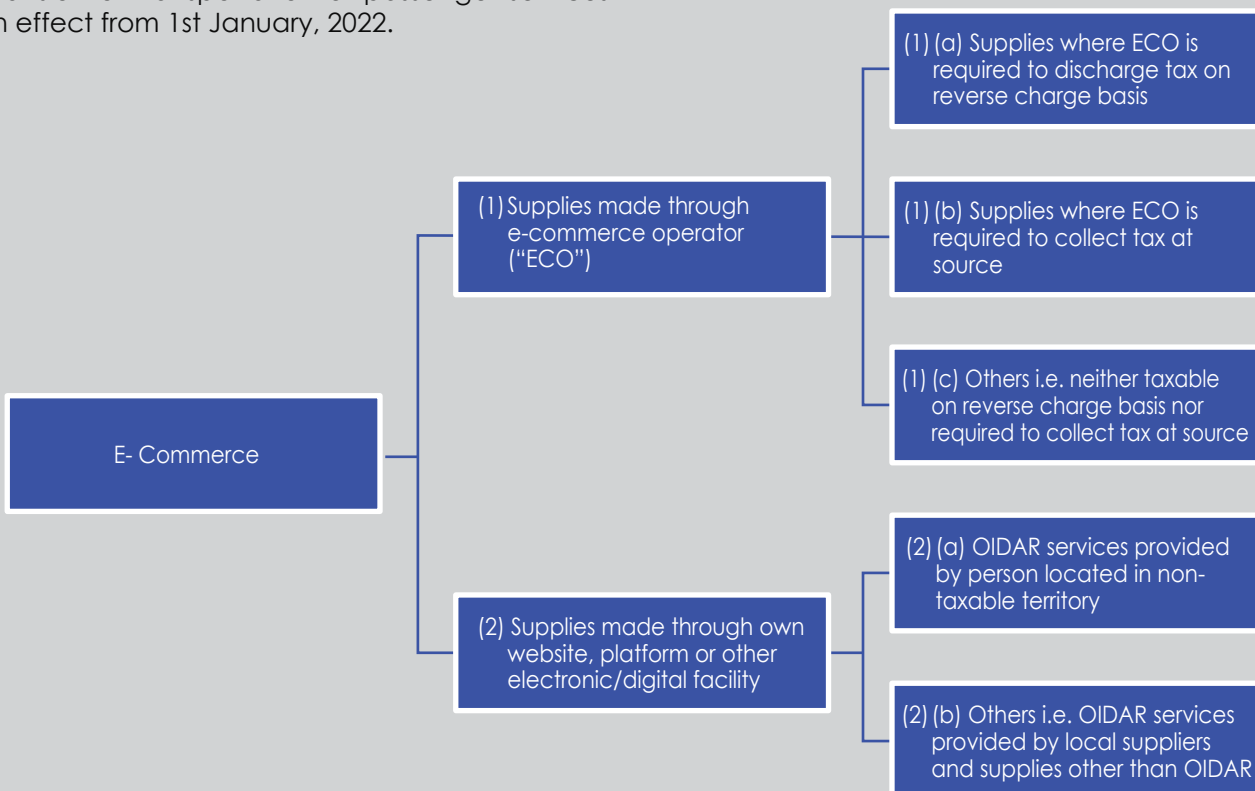 effect from 1st January, 2022.
E- Commerce
(1) Supplies made through
e-commerce operator
(“ECO”)
(1) (a) Supplies where ECO is
required to discharge tax on
reverse charge basis
(1) (b) Supplies where ECO is
required to collect tax at
source
(1) (c) Others i.e. neither taxable
on reverse charge basis nor
required to collect tax at source
(2) Supplies made through own
website, platform or other
electronic/digital facility
(2) (a) OIDAR services provided
by person located in non-
taxable territory
(2) (b) Others i.e. OIDAR services
provided by local suppliers
and supplies other than OIDAR